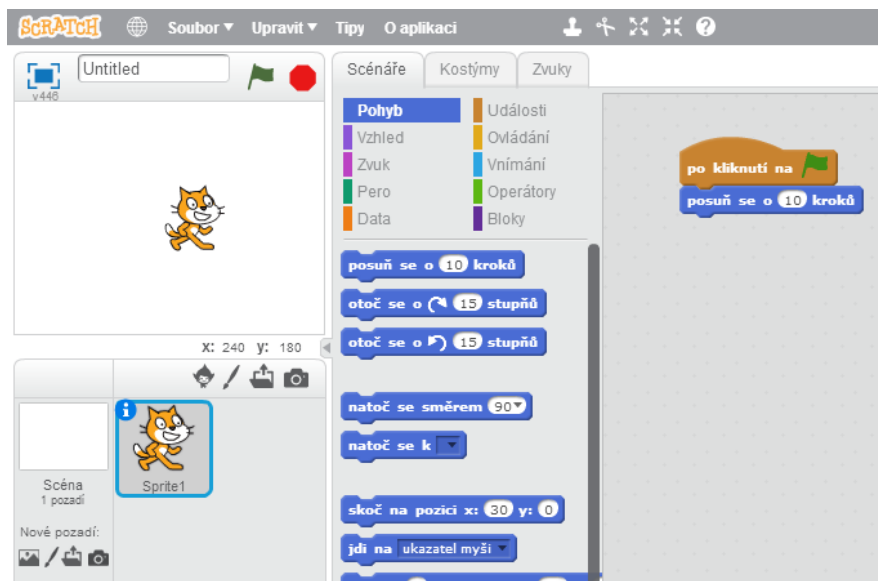 SCRATCH Soubor▼ Upravit▼ Tipy O aplikaci
Untitled
v446
x: 240 y: 180
Scéna
1 pozadí
Nové pozadí:
Sprite1
Scénáře Kostýmy Zvuky
Pohyb Události
Vzhled Ovládání
Zvuk Vnímání
Pero Operátory
Data Bloky
posuň se o 10 kroků
otoč se o 15 stupňů
otoč se o 15 stupňů
natoč se směrem 90▼
natoč se k ▼
skoč na pozici x: 30 y: 0
jdi na ukazatel myši ▼
po kliknutí na
posuň se o 10 kroků